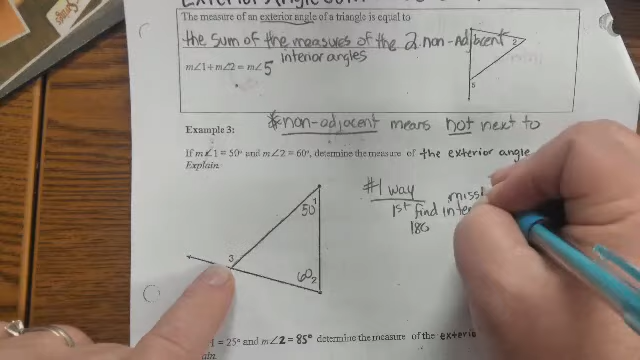 The measure of an exterior angle of a triangle is equal to
the sum of the measures of the 2 non-adjacent
interior angles
m∠1 + m∠2 = m∠5
2
5
*non-adjacent means not next to
Example 3:
If m∠1 = 50° and m∠2 = 60°, determine the measure of the exterior angle
Explain
#1 way
1st find
180
1
50
3
60 2
= 25° and m∠2 = 85° determine the measure of the